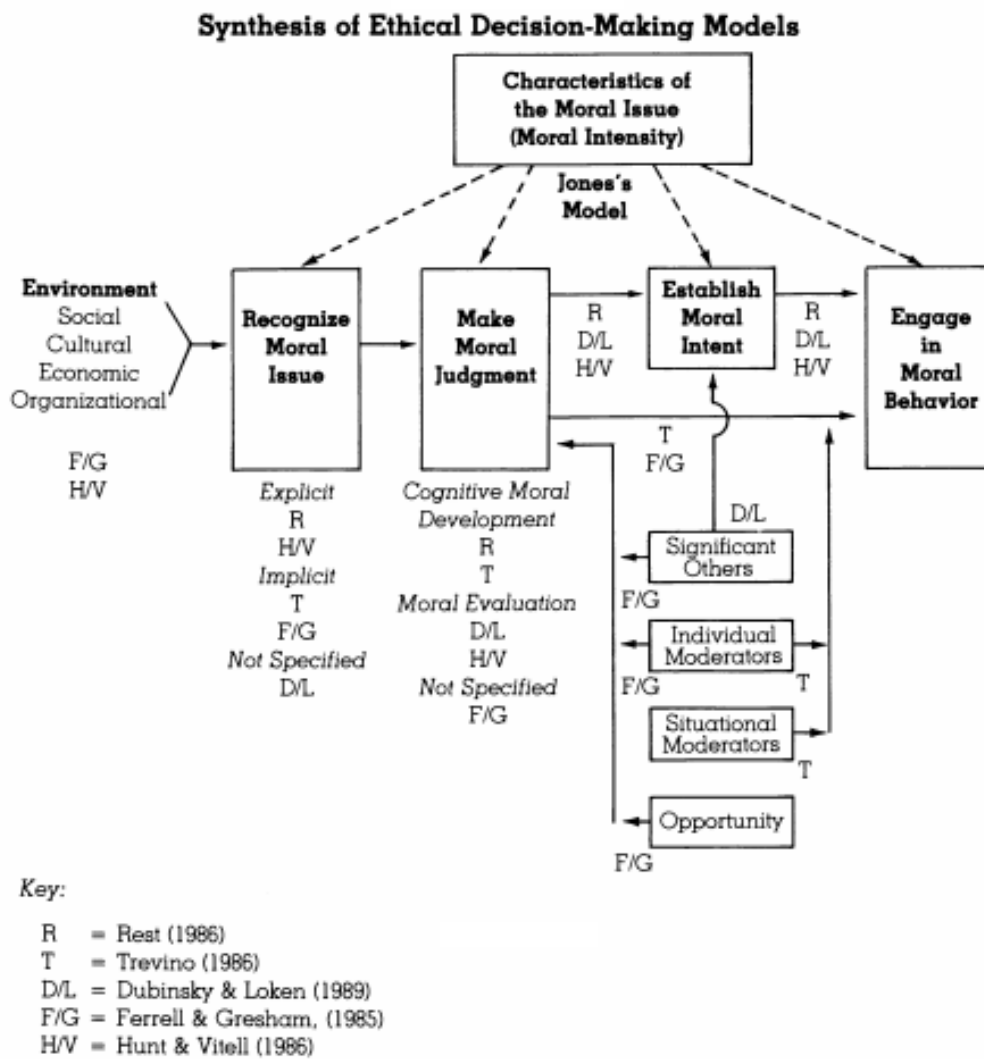 Synthesis of Ethical Decision-Making Models
Characteristics of
the Moral Issue
(Moral Intensity)
Jones's
Model
Environment
Social
Cultural
Economic
Organizational
F/G
H/V
Recognize
Moral
Issue
Explicit
R
H/V
Implicit
T
F/G
Not Specified
D/L
Make
Moral
Judgment
Cognitive Moral
Development
R
T
Moral Evaluation
D/L
H/V
Not Specified
F/G
R
D/L
H/V
Establish
Moral
Intent
R
D/L
H/V
Engage
in
Moral
Behavior
T
F/G
D/L
Significant
Others
F/G
Individual
Moderators
F/G
T
Situational
Moderators
T
Opportunity
F/G
Key:
R = Rest (1986)
T = Trevino (1986)
D/L = Dubinsky & Loken (1989)
F/G = Ferrell & Gresham, (1985)
H/V = Hunt & Vitell (1986)